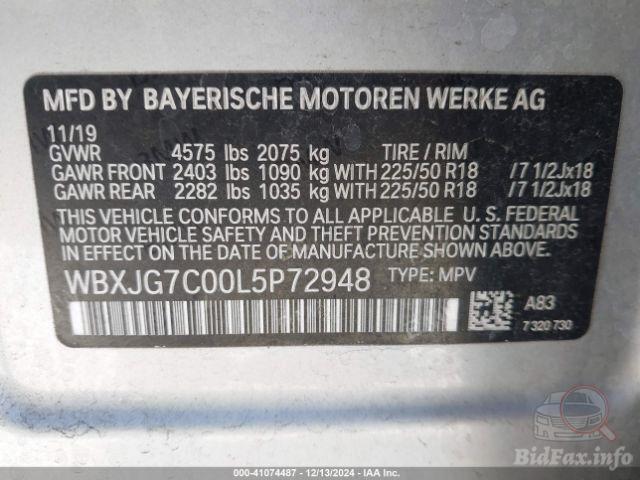 MFD BY BAYERISCHE MOTOREN WERKE AG
11/19
GVWR 4575 lbs 2075 kg TIRE / RIM
GAWR FRONT 2403 lbs 1090 kg WITH 225/50 R18 /7 1/2Jx18
GAWR REAR 2282 lbs 1035 kg WITH 225/50 R18 /7 1/2Jx18
THIS VEHICLE CONFORMS TO ALL APPLICABLE U. S. FEDERAL
MOTOR VEHICLE SAFETY AND THEFT PREVENTION STANDARDS
IN EFFECT ON THE DATE OF MANUFACTURE SHOWN ABOVE.
WBXJG7C00L5P72948 TYPE: MPV
A83
7 320 730
BidFax.info
000-41074487 - 12/13/2024 - IAA Inc.